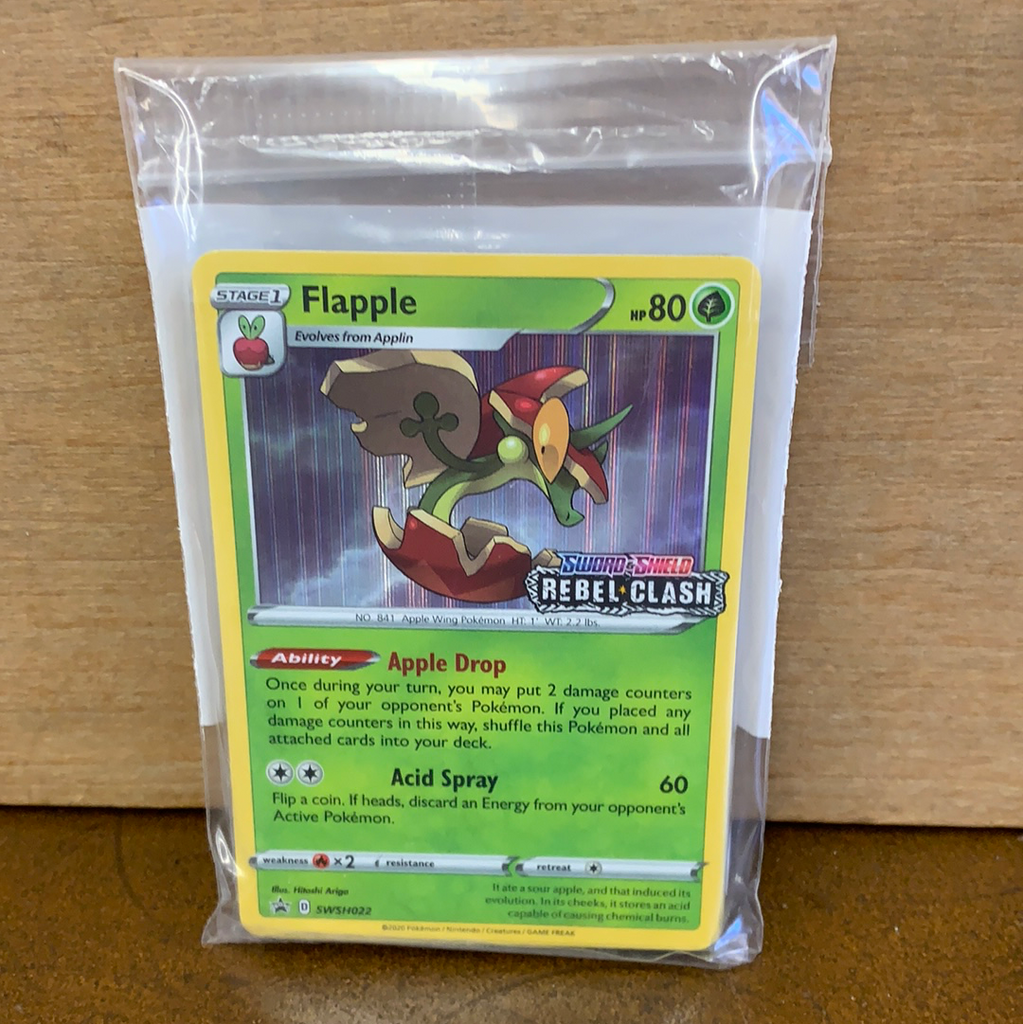 STAGE 1
Flapple
HP 80
Evolves from Applin
SWORD & SHIELD
REBEL CLASH
NO. 841 Apple Wing Pokémon HT: 1' WT: 2.2 lbs.
Ability
Apple Drop
Once during your turn, you may put 2 damage counters
on 1 of your opponent's Pokémon. If you placed any
damage counters in this way, shuffle this Pokémon and all
attached cards into your deck.
Acid Spray 60
Flip a coin. If heads, discard an Energy from your opponent's
Active Pokémon.
weakness ×2 resistance retreat
Illus. Hitoshi Ariga
D SWSH022
It ate a sour apple, and that induced its
evolution. In its cheeks, it stores an acid
capable of causing chemical burns.
©2020 Pokémon / Nintendo / Creatures / GAME FREAK